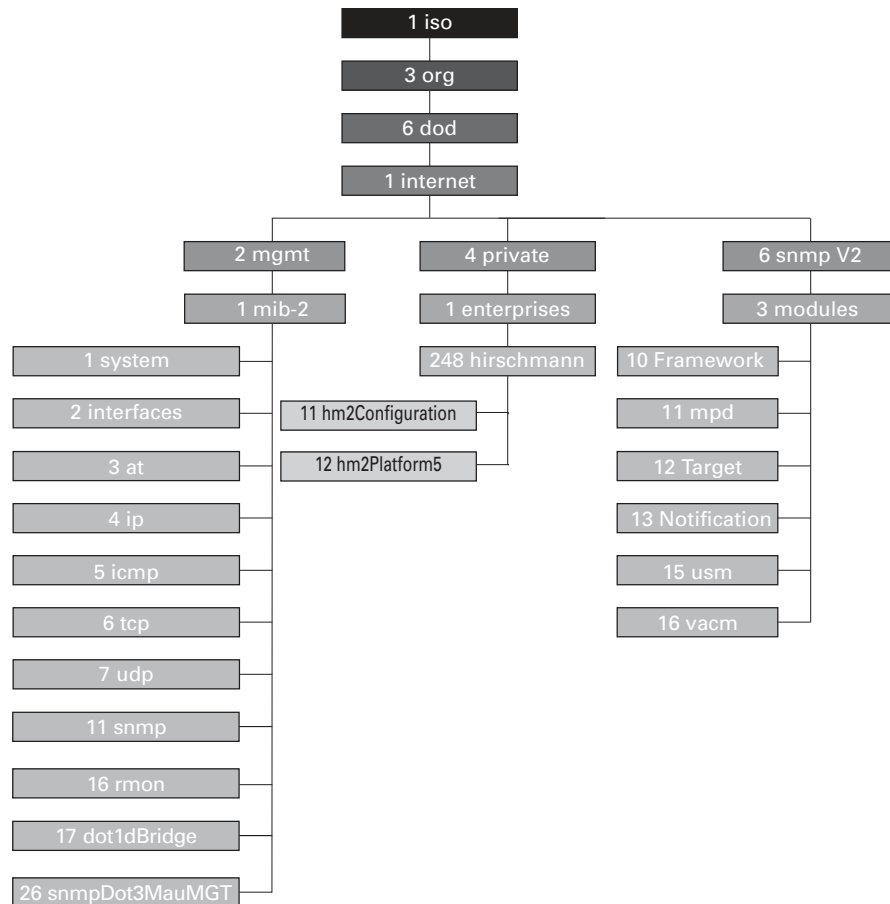 1 iso
3 org
6 dod
1 internet
2 mgmt
4 private
6 snmp V2
1 mib-2
1 enterprises
3 modules
1 system
248 hirschmann
10 Framework
2 interfaces
11 hm2Configuration
11 mpd
3 at
12 hm2Platform5
12 Target
4 ip
13 Notification
5 icmp
15 usm
6 tcp
16 vacm
7 udp
11 snmp
16 rmon
17 dot1dBridge
26 snmpDot3MauMGT